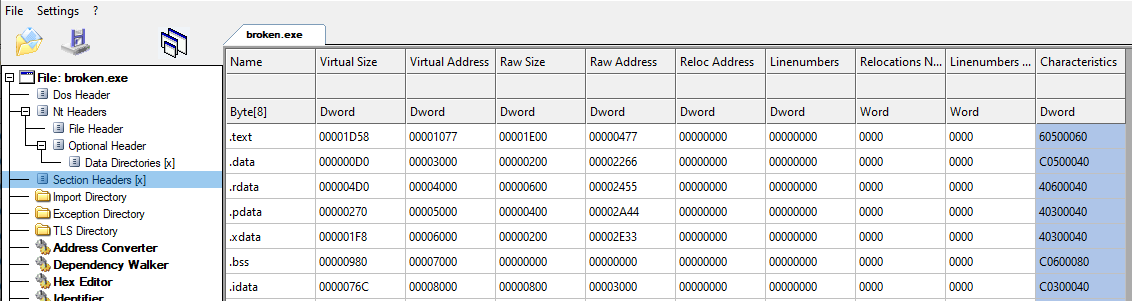 File Settings ?
broken.exe
File: broken.exe
Dos Header
Nt Headers
File Header
Optional Header
Data Directories [x]
Section Headers [x]
Import Directory
Exception Directory
TLS Directory
Address Converter
Dependency Walker
Hex Editor
Identifier
Name Virtual Size Virtual Address Raw Size Raw Address Reloc Address Linenumbers Relocations N... Linenumbers ... Characteristics
Byte[8] Dword Dword Dword Dword Dword Dword Word Word Dword
.text 00001D58 00001077 00001E00 00000477 00000000 00000000 0000 0000 60500060
.data 000000D0 00003000 00000200 00002266 00000000 00000000 0000 0000 C0500040
.rdata 000004D0 00004000 00000600 00002455 00000000 00000000 0000 0000 40600040
.pdata 00000270 00005000 00000400 00002A44 00000000 00000000 0000 0000 40300040
.xdata 000001F8 00006000 00000200 00002E33 00000000 00000000 0000 0000 40300040
.bss 00000980 00007000 00000000 00000000 00000000 00000000 0000 0000 C0600080
.idata 0000076C 00008000 00000800 00003000 00000000 00000000 0000 0000 C0300040